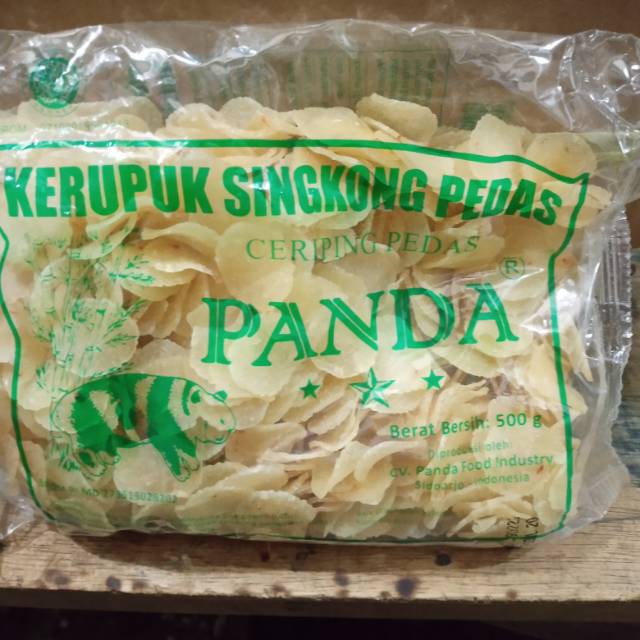 KERUPUK SINGKONG PEDAS
CERIPING PEDAS
PANDA ®
Berat Bersih: 500 g
Diproduksi oleh:
CV. Panda Food Industry
Sidoarjo Indonesia